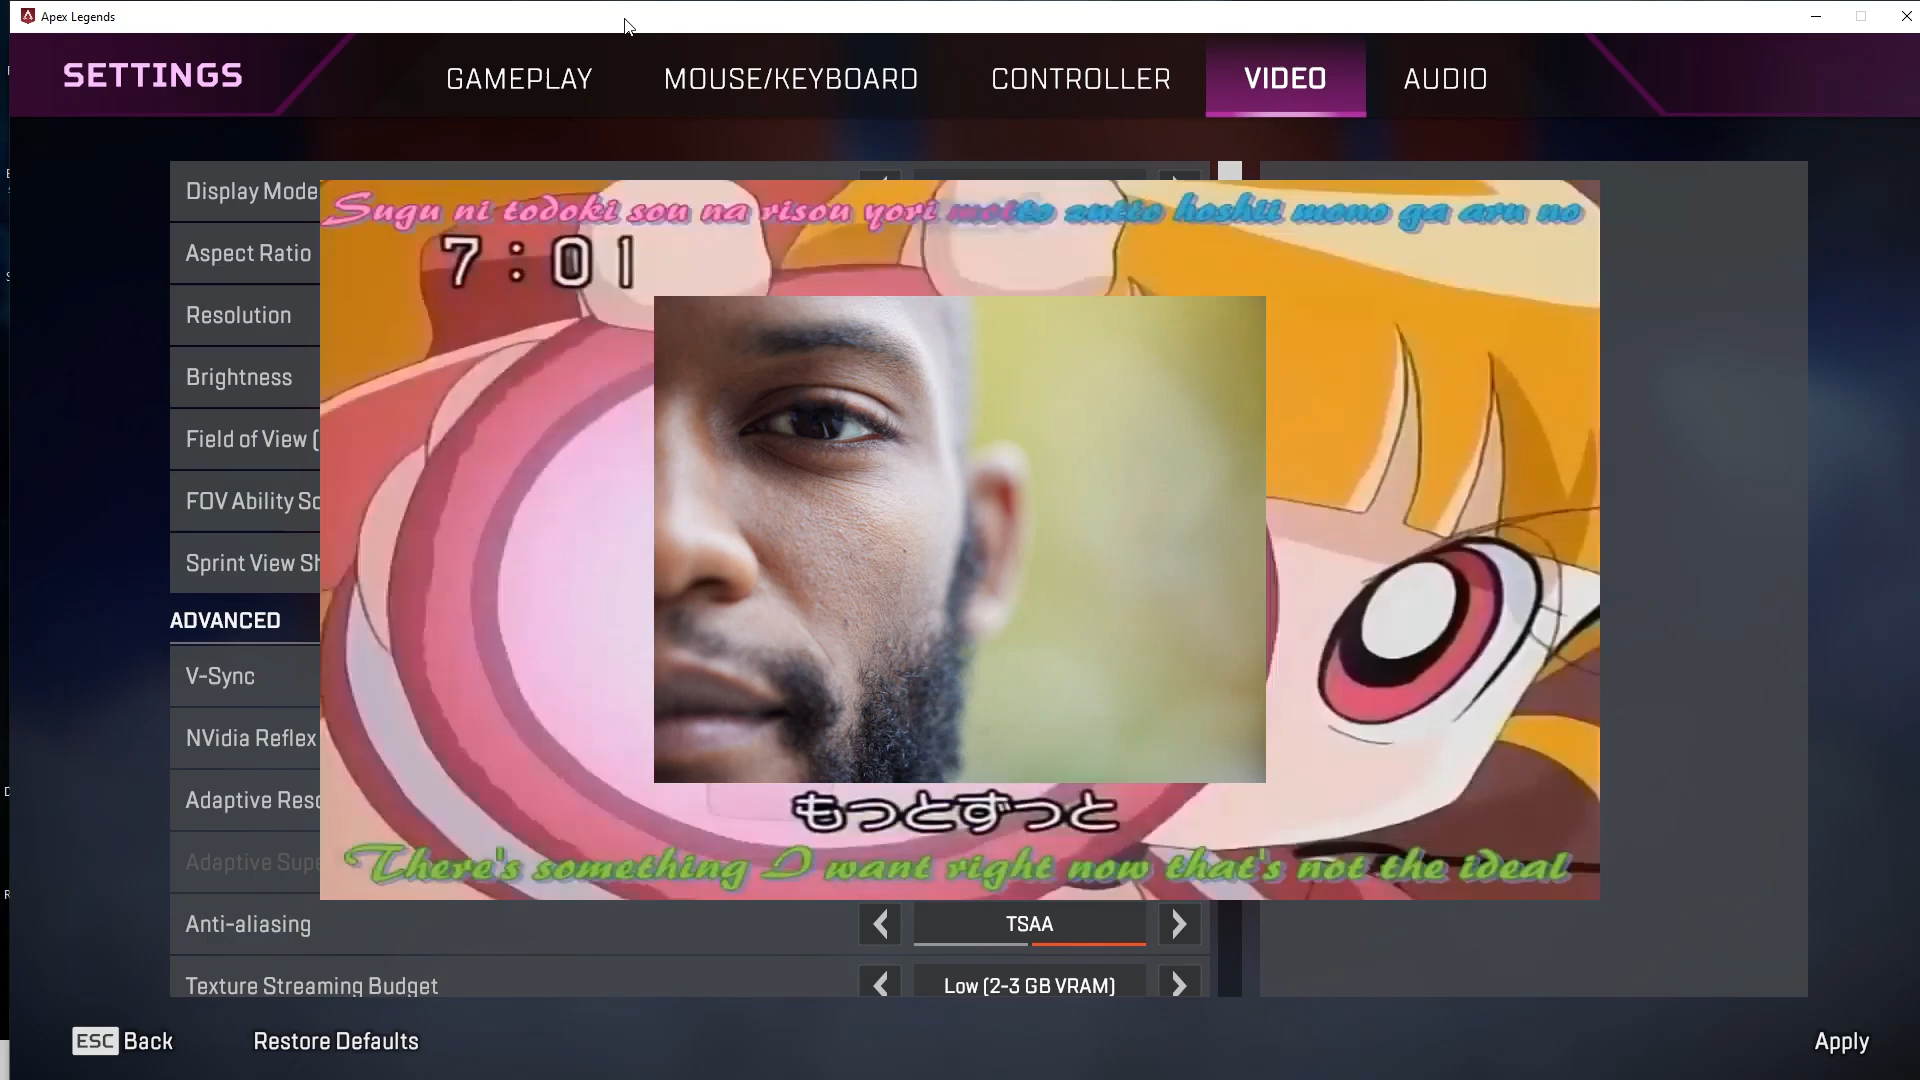 Apex Legends
SETTINGS
GAMEPLAY
MOUSE/KEYBOARD
CONTROLLER
VIDEO
AUDIO
Display Mode
Sugu ni todoki sou na risou yori motto zutto hoshii mono ga aru no
7:01
Aspect Ratio
Resolution
Brightness
Field of View (
FOV Ability Sc
Sprint View Sh
ADVANCED
V-Sync
NVidia Reflex
Adaptive Reso
もっとずっと
Adaptive Supe
There's something I want right now that's not the ideal
Anti-aliasing
TSAA
Texture Streaming Budget
Low (2-3 GB VRAM)
ESC Back
Restore Defaults
Apply